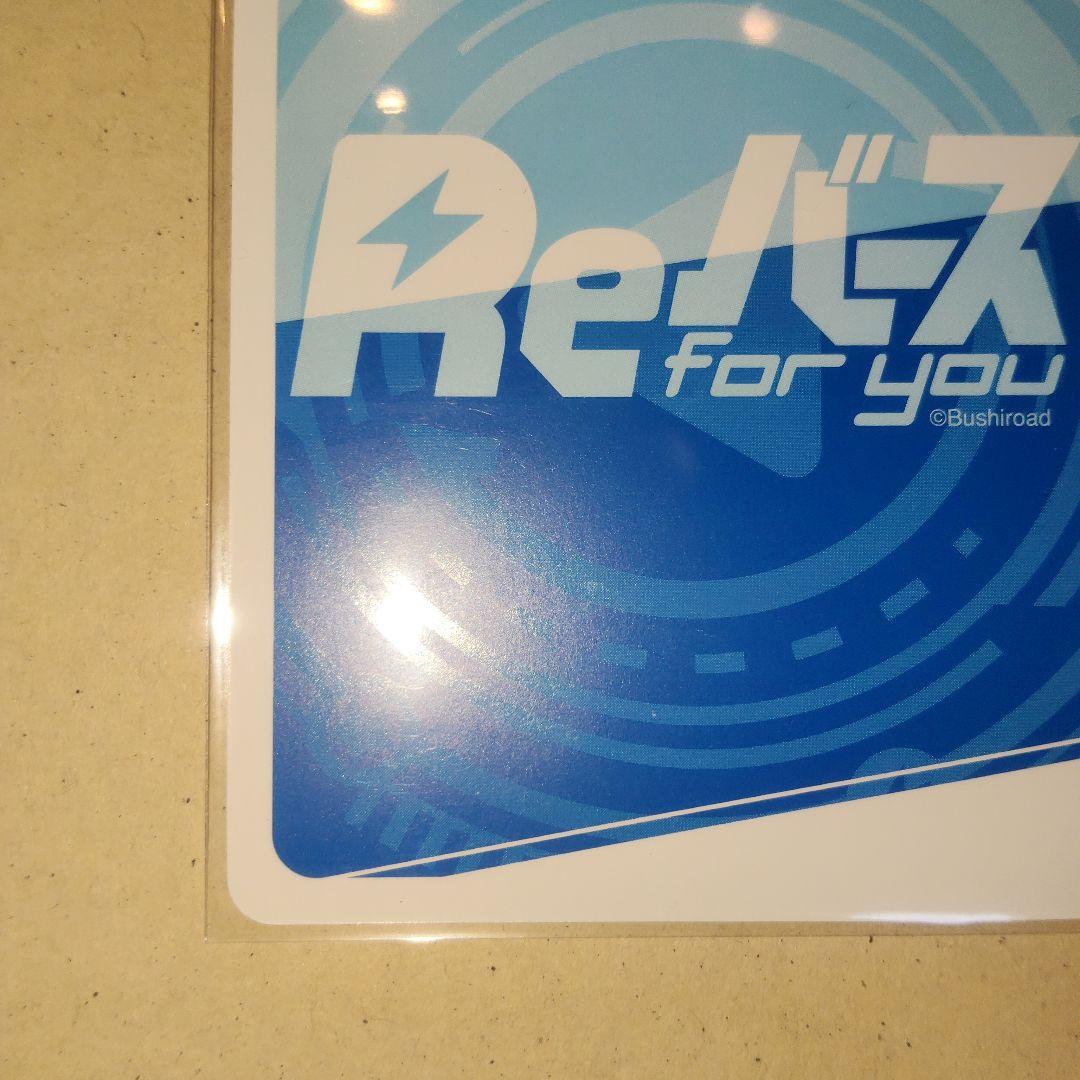 Reバース
for you
©Bushiroad